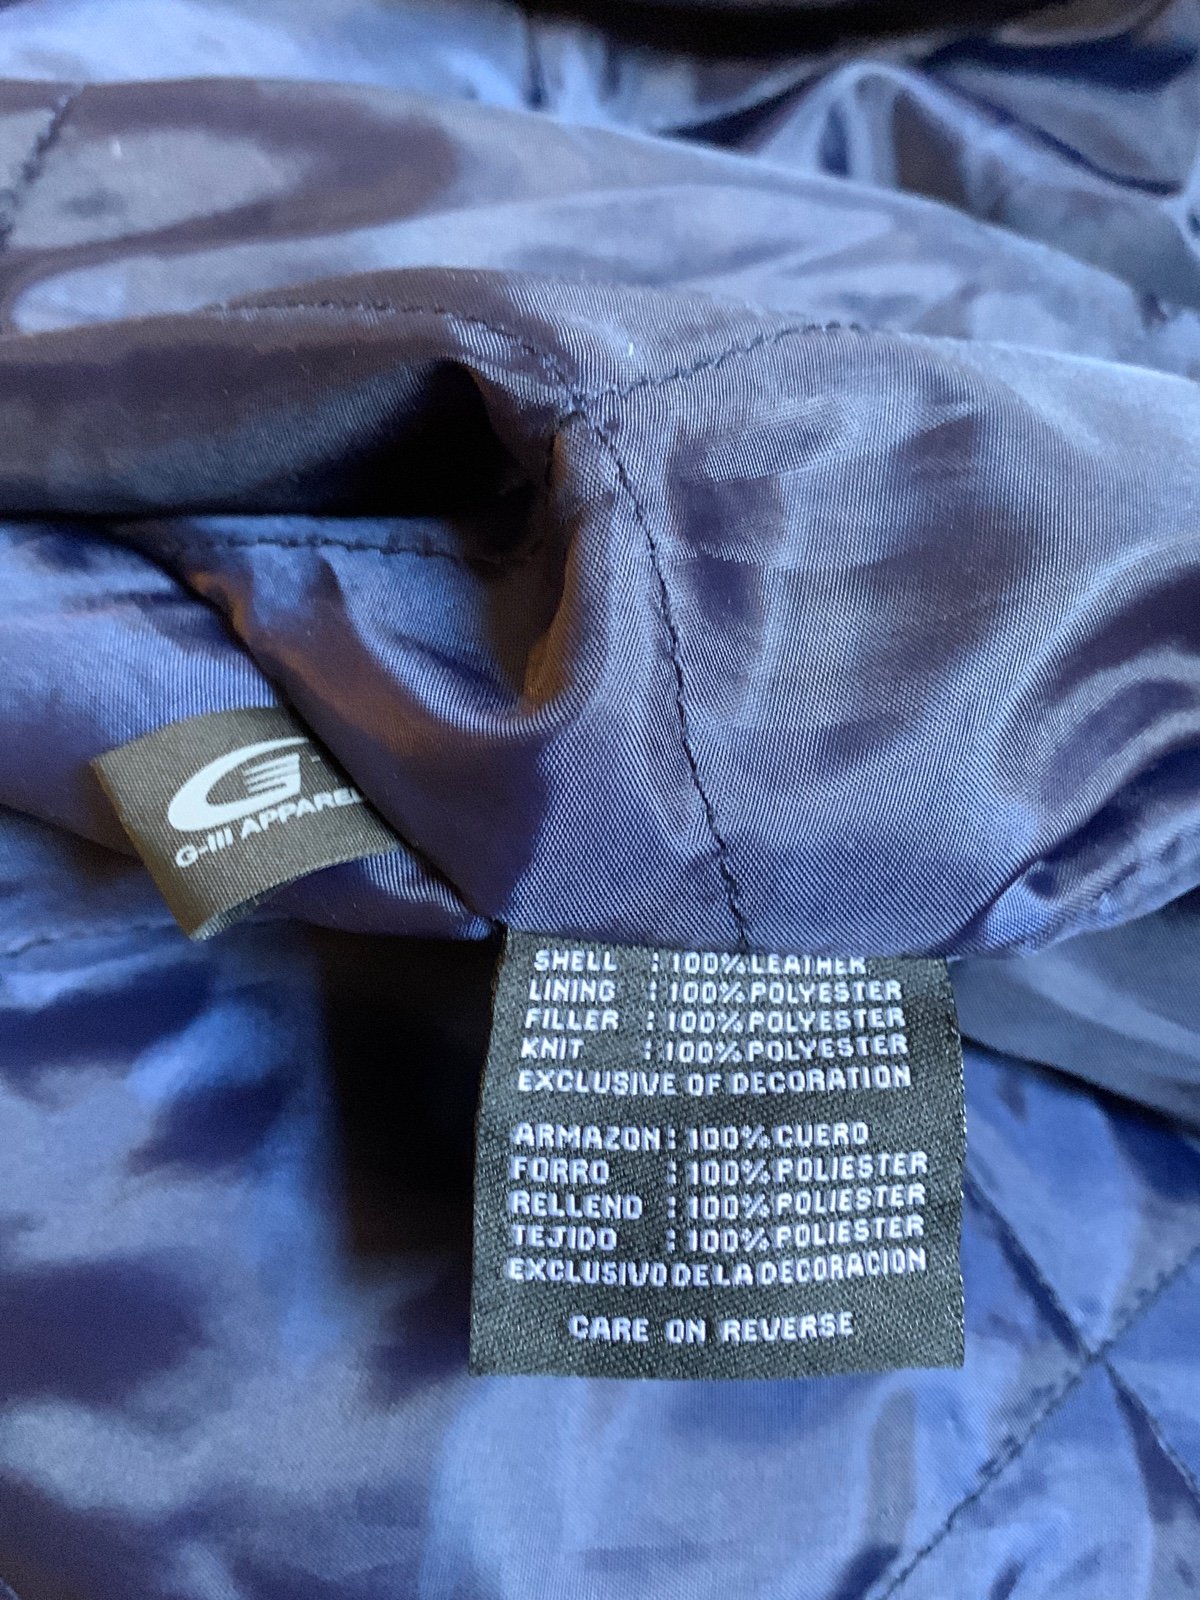 G-III APPAREL
SHELL : 100% LEATHER
LINING : 100% POLYESTER
FILLER : 100% POLYESTER
KNIT : 100% POLYESTER
EXCLUSIVE OF DECORATION
ARMAZON : 100% CUERO
FORRO : 100% POLIESTER
RELLENO : 100% POLIESTER
TEJIDO : 100% POLIESTER
EXCLUSIVO DE LA DECORACION
CARE ON REVERSE